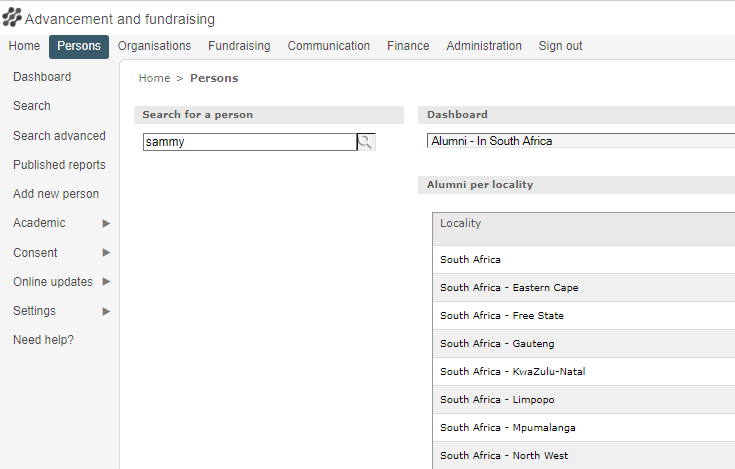 Advancement and fundraising
Home Persons Organisations Fundraising Communication Finance Administration Sign out
Dashboard
Search
Search advanced
Published reports
Add new person
Academic
Consent
Online updates
Settings
Need help?
Home > Persons
Search for a person
sammy
Dashboard
Alumni - In South Africa
Alumni per locality
Locality
South Africa
South Africa - Eastern Cape
South Africa - Free State
South Africa - Gauteng
South Africa - KwaZulu-Natal
South Africa - Limpopo
South Africa - Mpumalanga
South Africa - North West